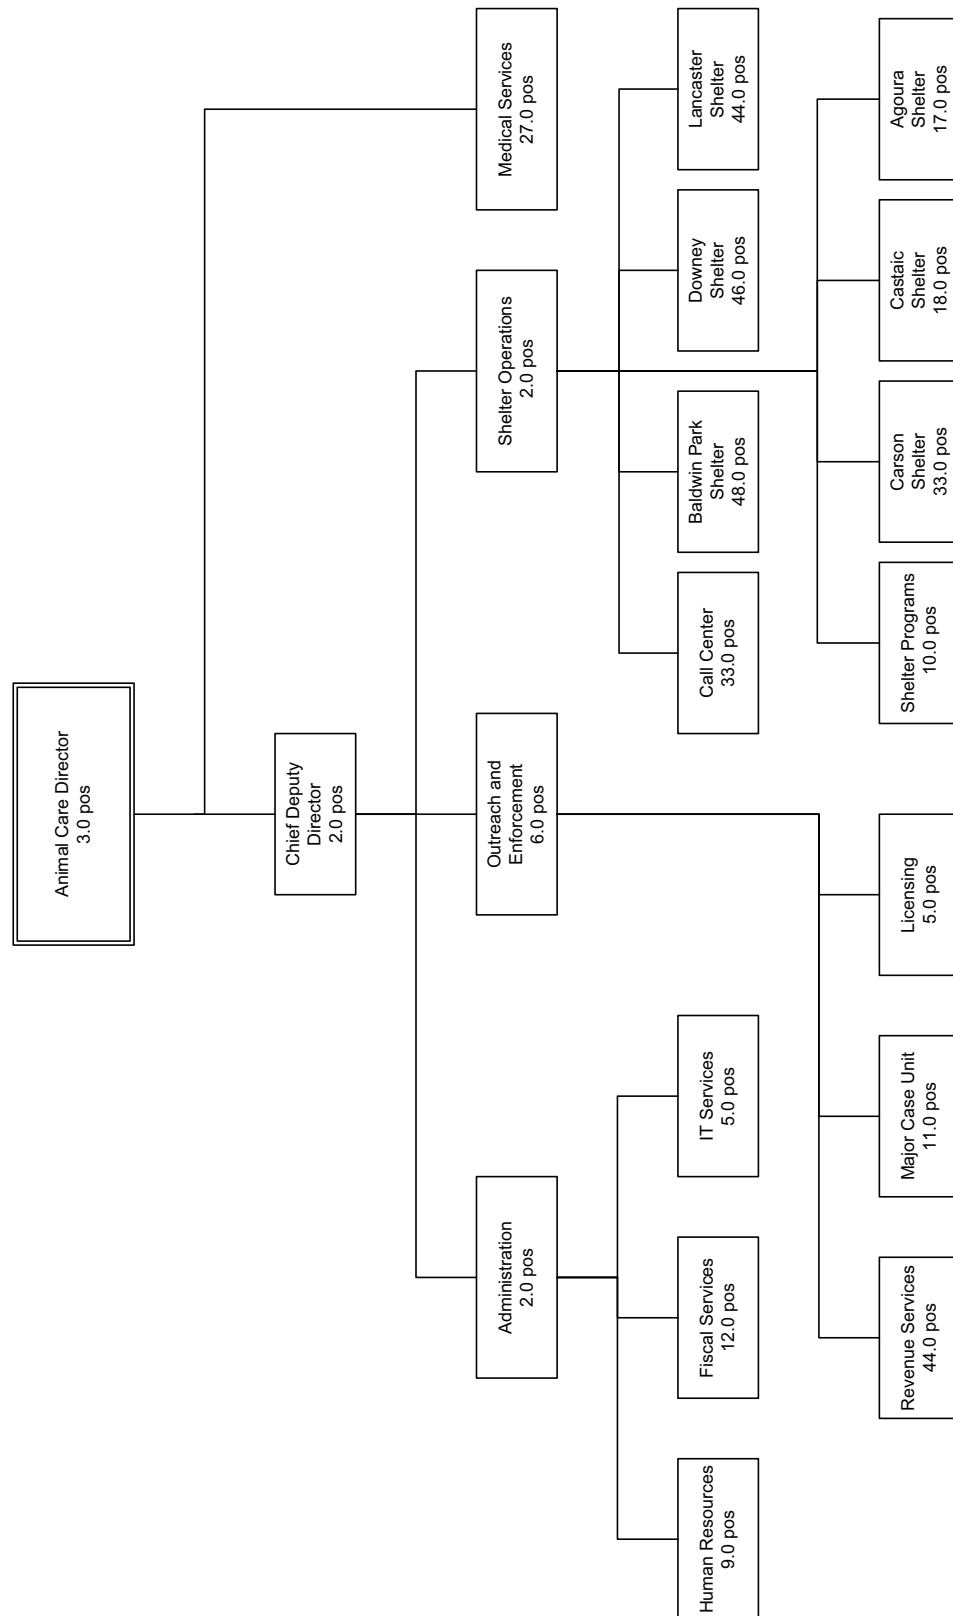 Animal Care Director
3.0 pos
Chief Deputy
Director
2.0 pos
Administration
2.0 pos
Outreach and
Enforcement
6.0 pos
Shelter Operations
2.0 pos
Medical Services
27.0 pos
Human Resources
9.0 pos
Fiscal Services
12.0 pos
IT Services
5.0 pos
Call Center
33.0 pos
Baldwin Park
Shelter
48.0 pos
Downey
Shelter
46.0 pos
Lancaster
Shelter
44.0 pos
Revenue Services
44.0 pos
Major Case Unit
11.0 pos
Licensing
5.0 pos
Shelter Programs
10.0 pos
Carson
Shelter
33.0 pos
Castaic
Shelter
18.0 pos
Agoura
Shelter
17.0 pos